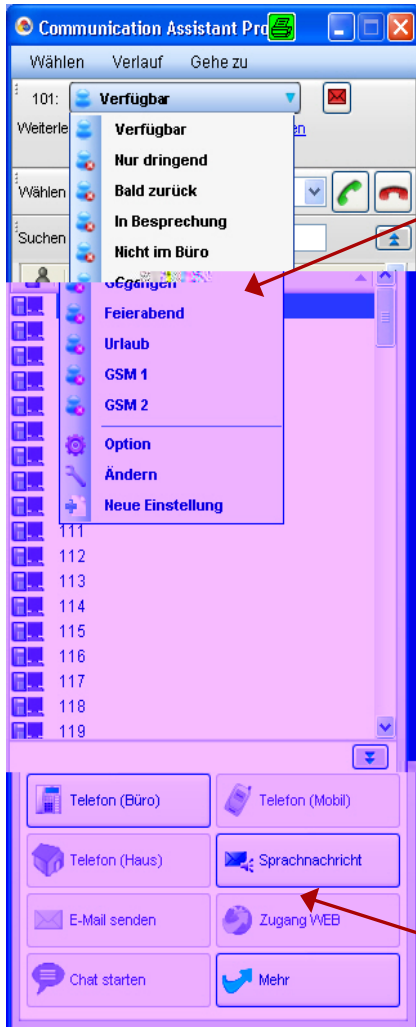 Communication Assistant Pro
Wählen Verlauf Gehe zu
101: Verfügbar
Weiterle en
Verfügbar
Nur dringend
Bald zurück
Wählen
In Besprechung
Suchen
Nicht im Büro
Gegangen
Feierabend
Urlaub
GSM 1
GSM 2
Option
Ändern
Neue Einstellung
111
112
113
114
115
116
117
118
119
Telefon (Büro) Telefon (Mobil)
Telefon (Haus) Sprachnachricht
E-Mail senden Zugang WEB
Chat starten Mehr